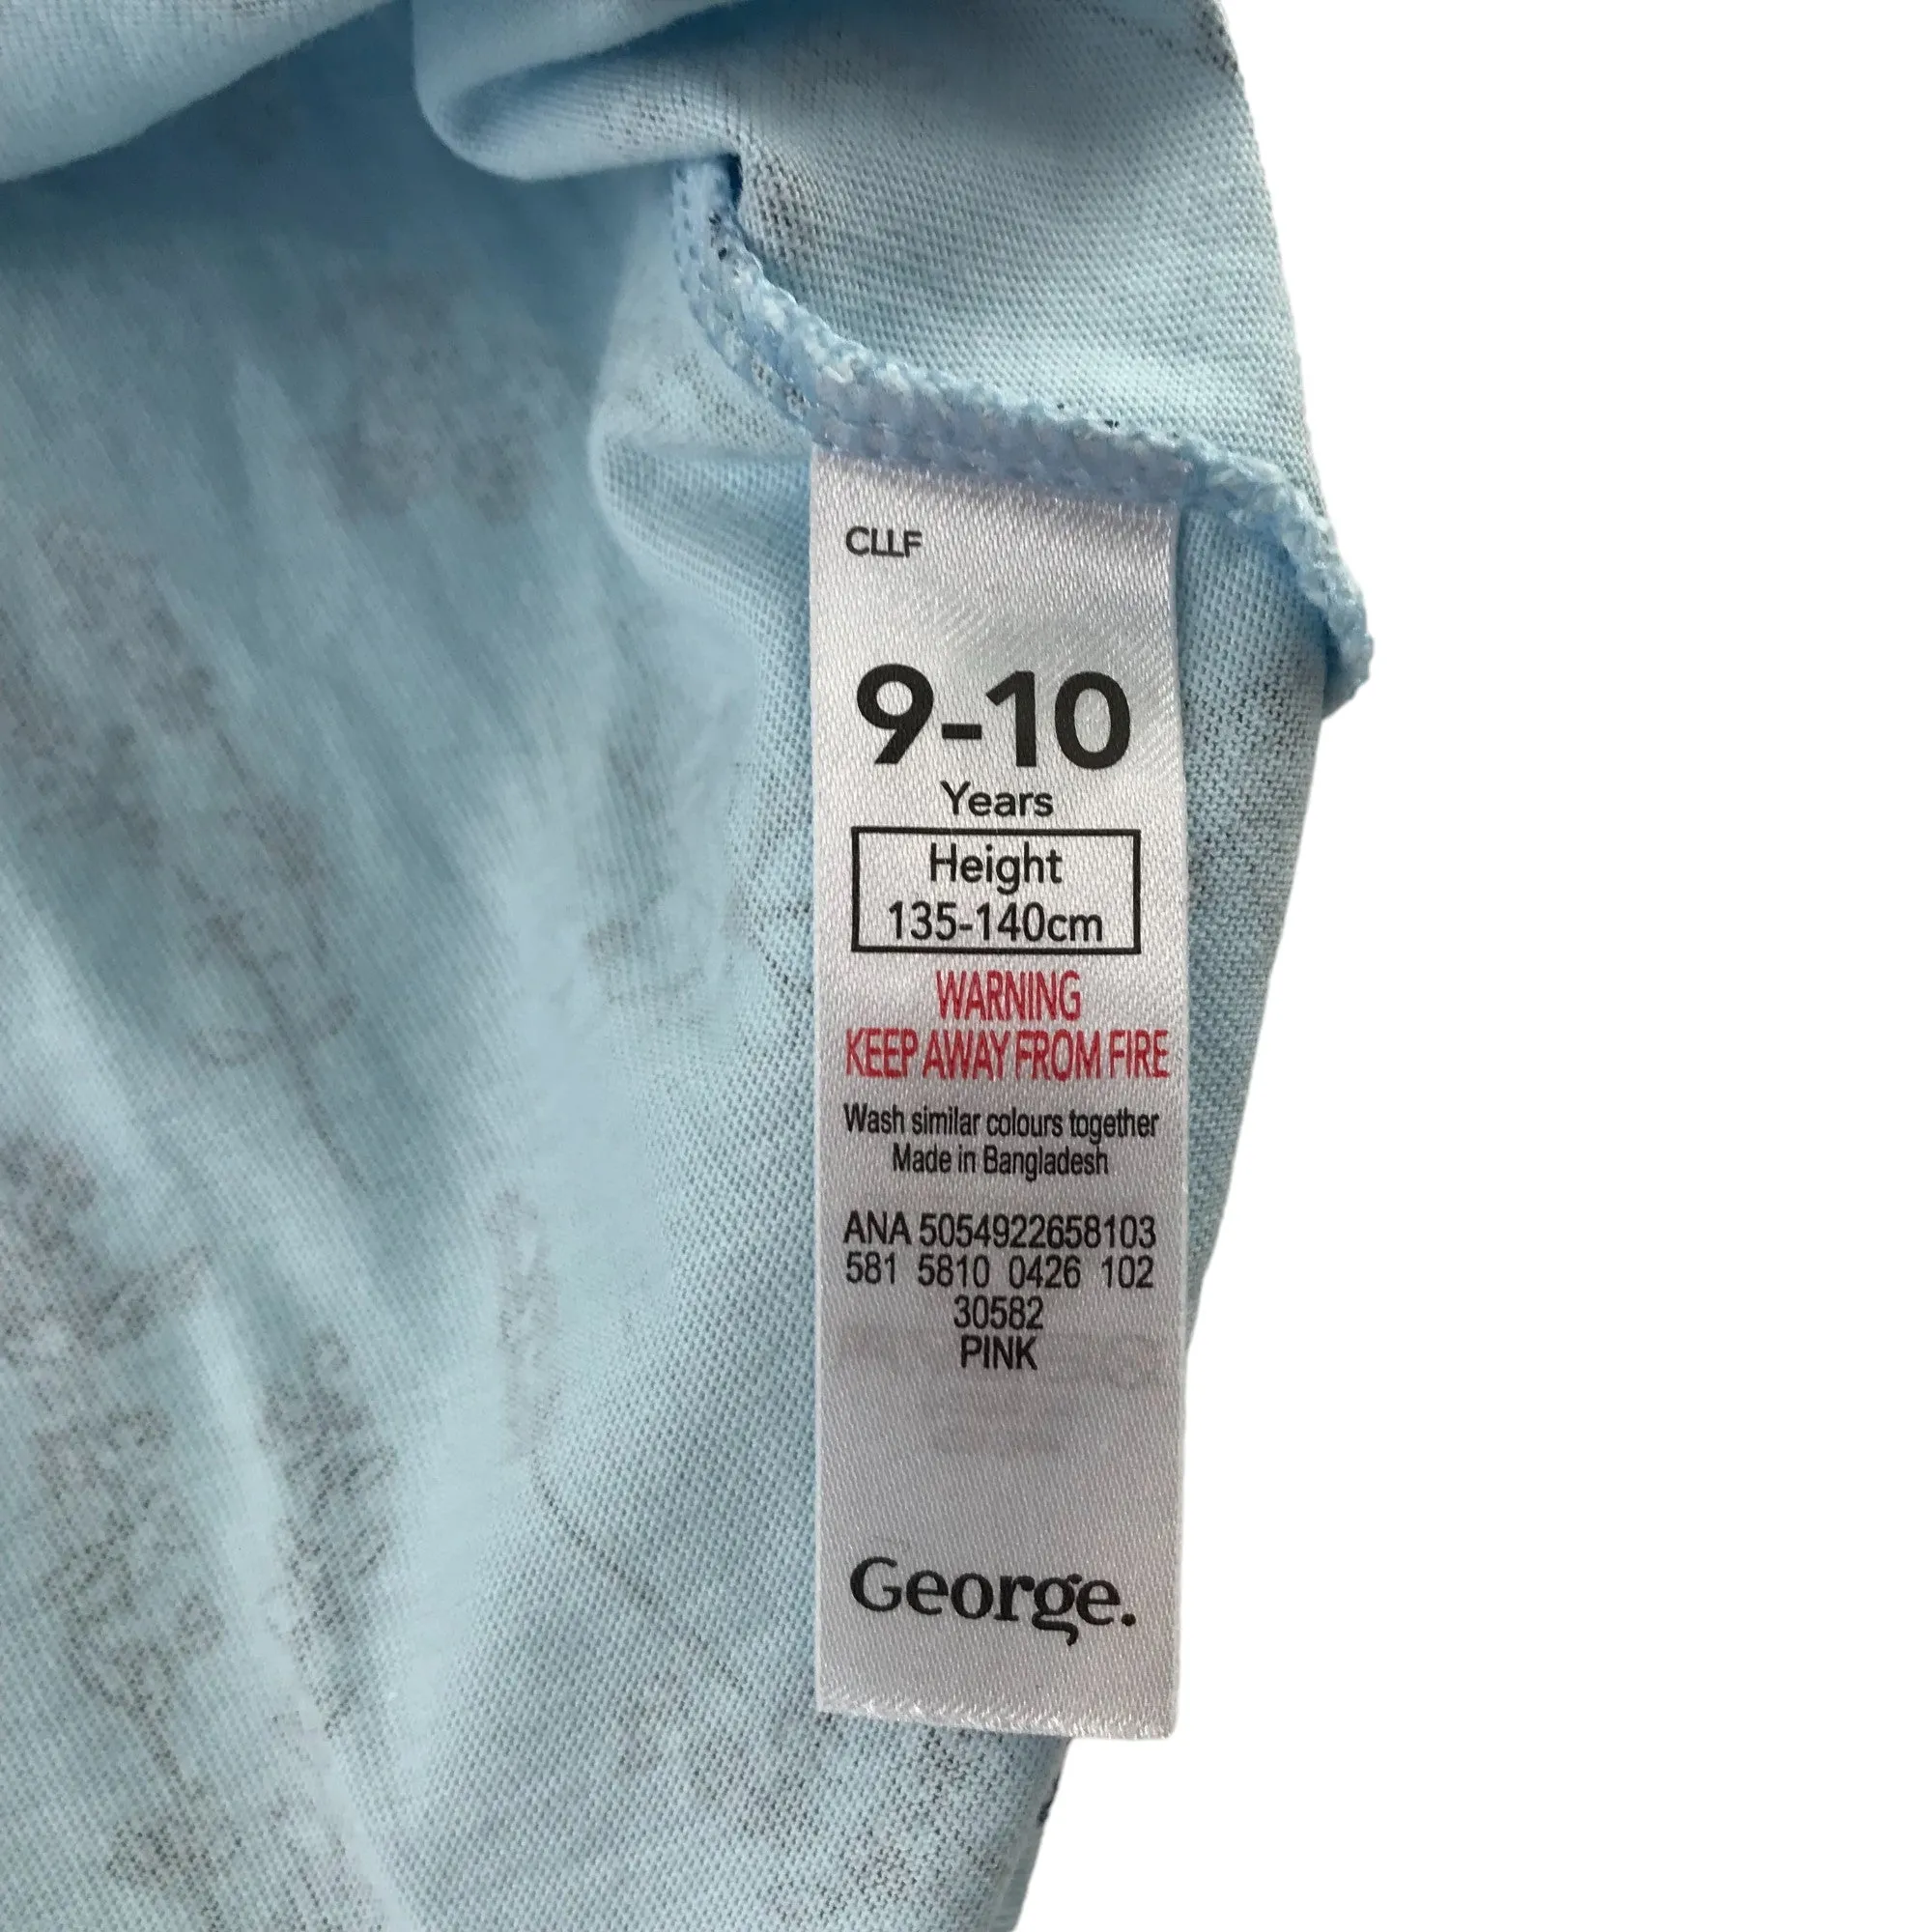 CLLF
9-10
Years
Height
135-140cm
WARNING
KEEP AWAY FROM FIRE
Wash similar colours together
Made in Bangladesh
ANA 5054922658103
581 5810 0426 102
30582
PINK
George.